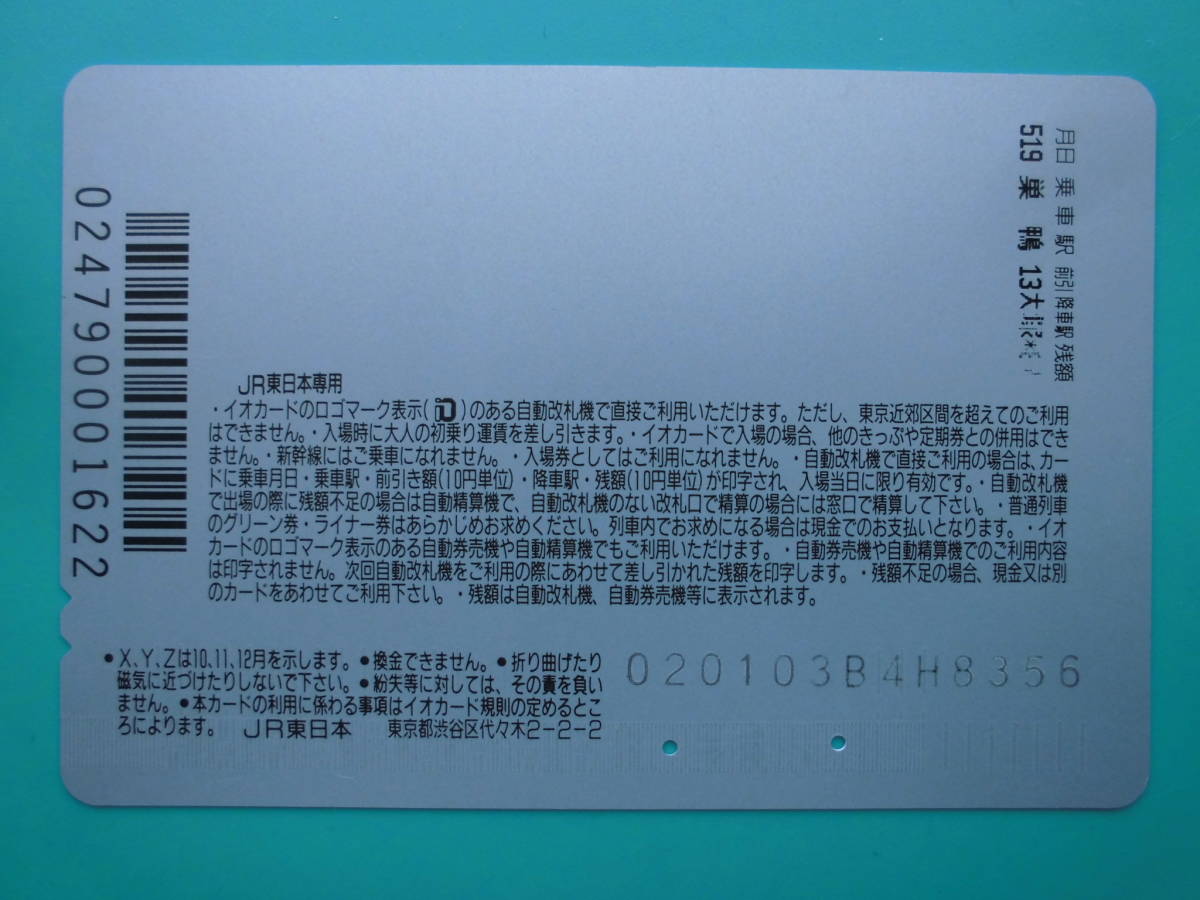 月日 乗車駅 前引 降車駅 残額
519 巣 鴨 13大塚
0247900001622
JR東日本専用
・イオカードのロゴマーク表示( )のある自動改札機で直接ご利用いただけます。ただし、東京近郊区間を超えてのご利用
はできません。・入場時に大人の初乗り運賃を差し引きます。・イオカードで入場の場合、他のきっぷや定期券との併用はでき
ません。・新幹線にはご乗車になれません。・入場券としてはご利用になれません。・自動改札機で直接ご利用の場合は、カー
ドに乗車月日・乗車駅・前引き額(10円単位)・降車駅・残額(10円単位)が印字され、入場当日に限り有効です。・自動改札機
で出場の際に残額不足の場合は自動精算機で、自動改札機のない改札口で精算の場合には窓口で精算して下さい。・普通列車
のグリーン券・ライナー券はあらかじめお求めください。列車内でお求めになる場合は現金でのお支払いとなります。・イオ
カードのロゴマーク表示のある自動券売機や自動精算機でもご利用いただけます。・自動券売機や自動精算機でのご利用内容
は印字されません。次回自動改札機をご利用の際にあわせて差し引かれた残額を印字します。・残額不足の場合、現金又は別
のカードをあわせてご利用下さい。・残額は自動改札機、自動券売機等に表示されます。
●X、Y、Zは10、11、12月を示します。●換金できません。●折り曲げたり
磁気に近づけたりしないで下さい。●紛失等に対しては、その責を負い
ません。●本カードの利用に係わる事項はイオカード規則の定めるとこ
ろによります。 JR東日本 東京都渋谷区代々木2-2-2
020103B4H8356